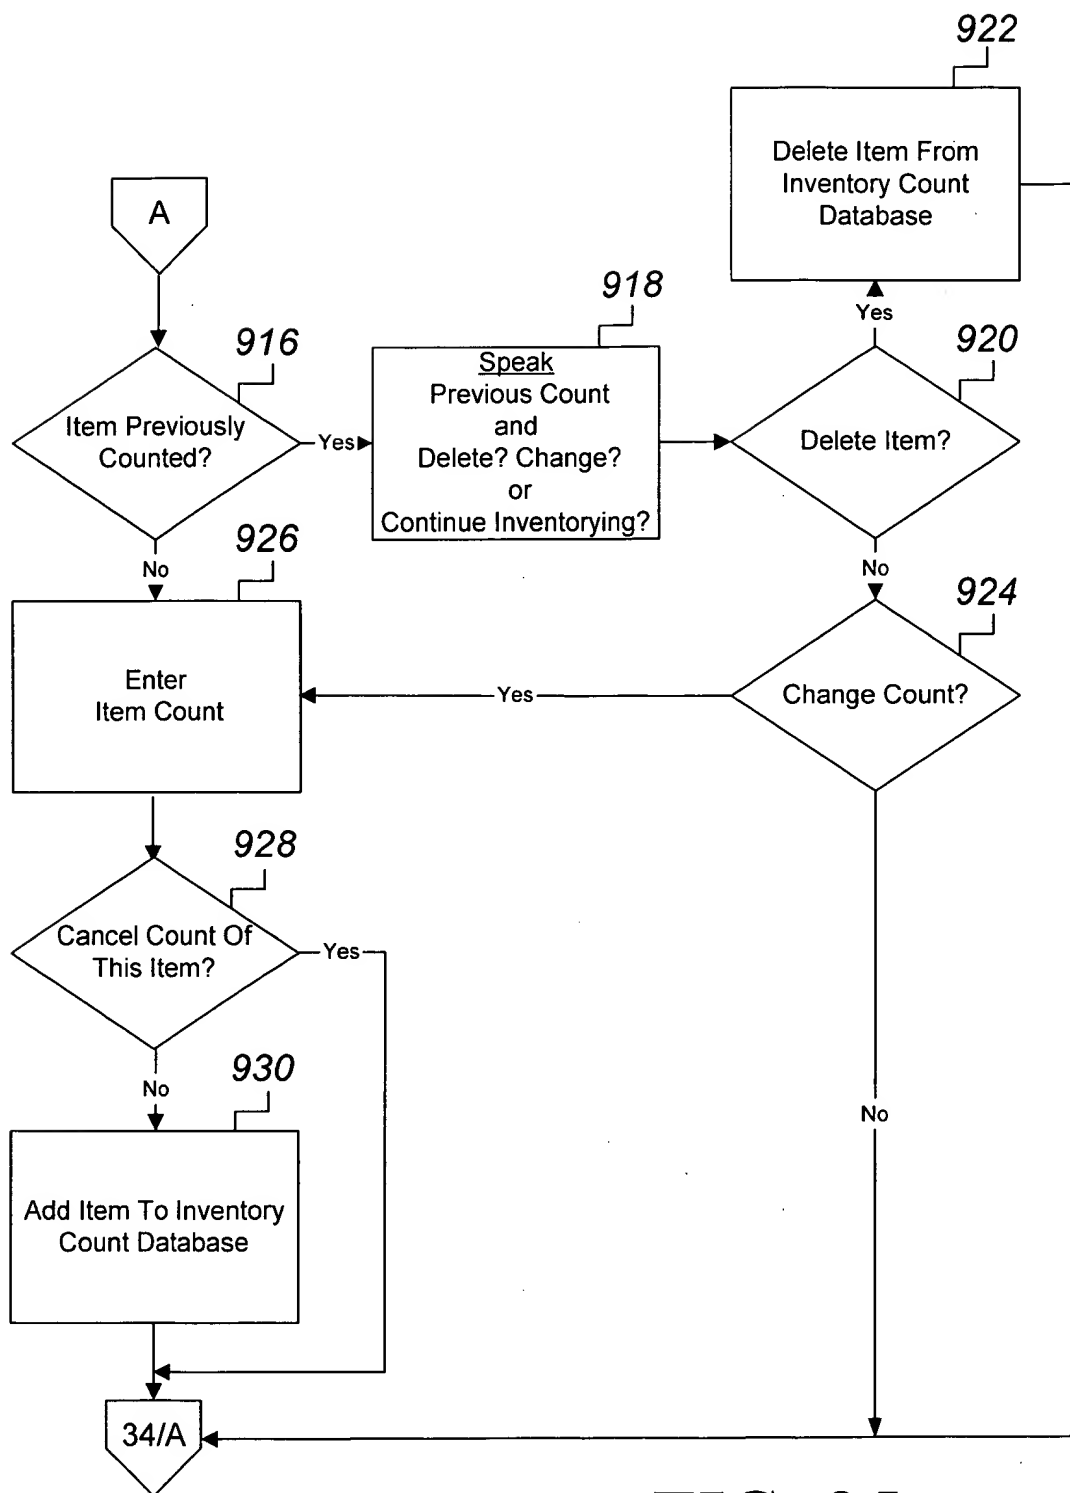 922
Delete Item From
Inventory Count
Database
A
918
Yes
916
Speak
Previous Count
and
Delete? Change?
or
Continue Inventorying?
920
Item Previously
Counted?
Yes
Delete Item?
No
926
No
924
Enter
Item Count
Yes
Change Count?
928
Cancel Count Of
This Item?
Yes
No
930
No
Add Item To Inventory
Count Database
34/A